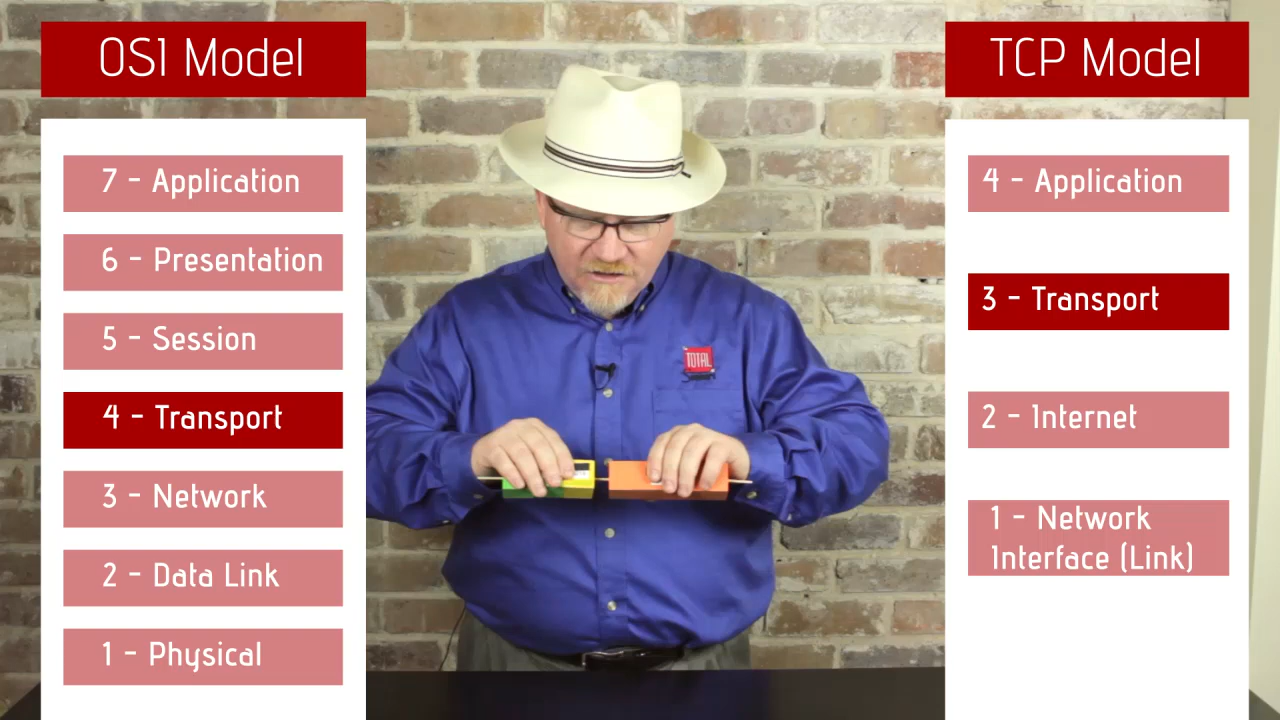 OSI Model
7 - Application
6 - Presentation
5 - Session
4 - Transport
3 - Network
2 - Data Link
1 - Physical
TOTAL
TCP Model
4 - Application
3 - Transport
2 - Internet
1 - Network
Interface (Link)